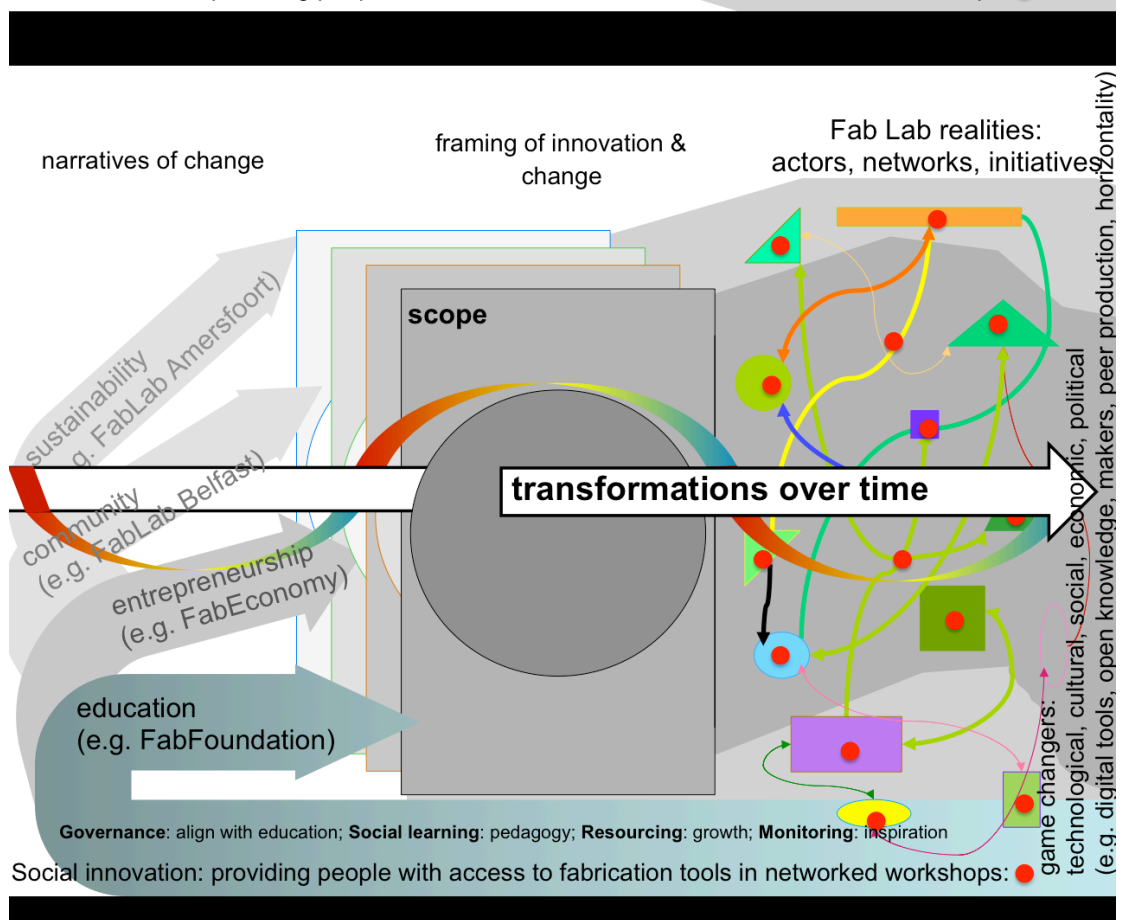 narratives of change
framing of innovation &
change
Fab Lab realities:
actors, networks, initiatives
scope
sustainability
g. FabLab Amersfoort)
community
(e.g. FabLab Belfast)
entrepreneurship
(e.g. FabEconomy)
transformations over time
education
(e.g. FabFoundation)
game changers:
technological, cultural, social, economic, political
(e.g. digital tools, open knowledge, makers, peer production, horizontality)
Governance: align with education; Social learning: pedagogy; Resourcing: growth; Monitoring: inspiration
Social innovation: providing people with access to fabrication tools in networked workshops: